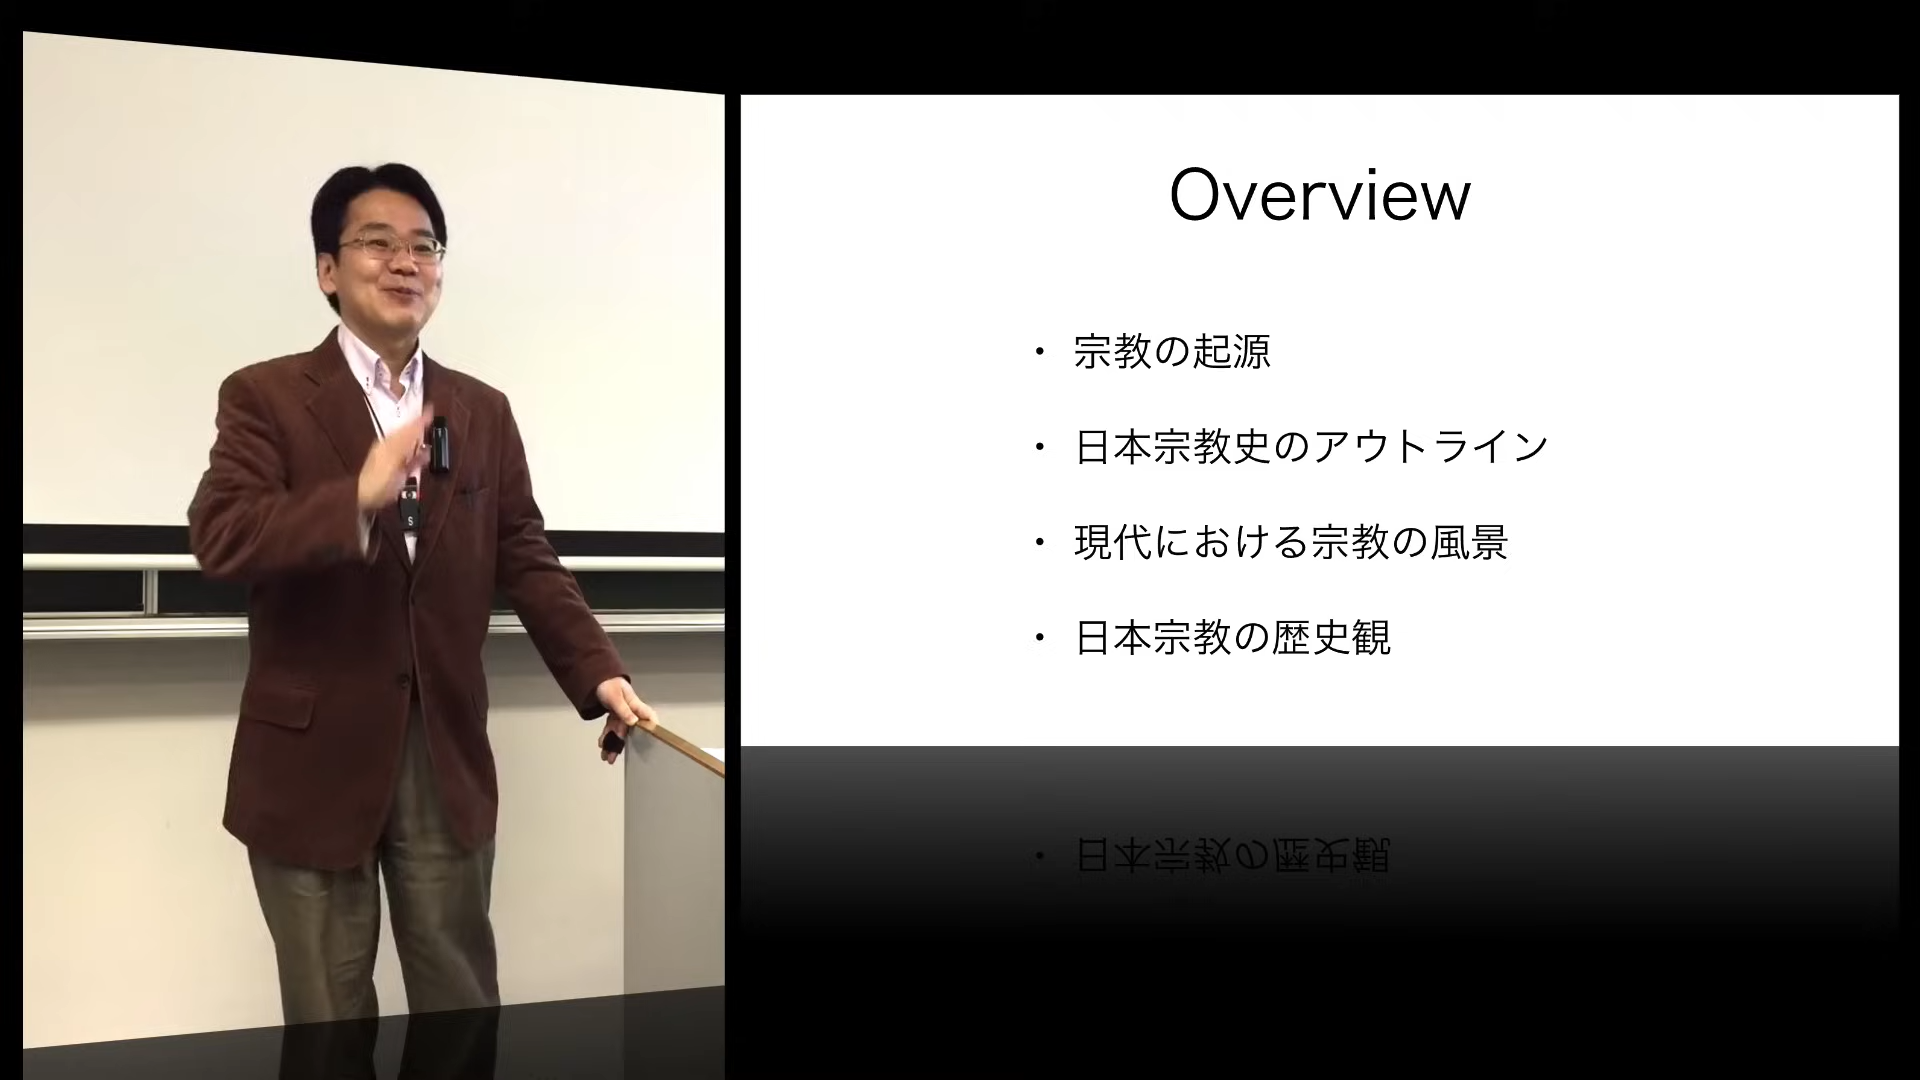 Overview
・ 宗教の起源
・ 日本宗教史のアウトライン
・ 現代における宗教の風景
・ 日本宗教の歴史観
S